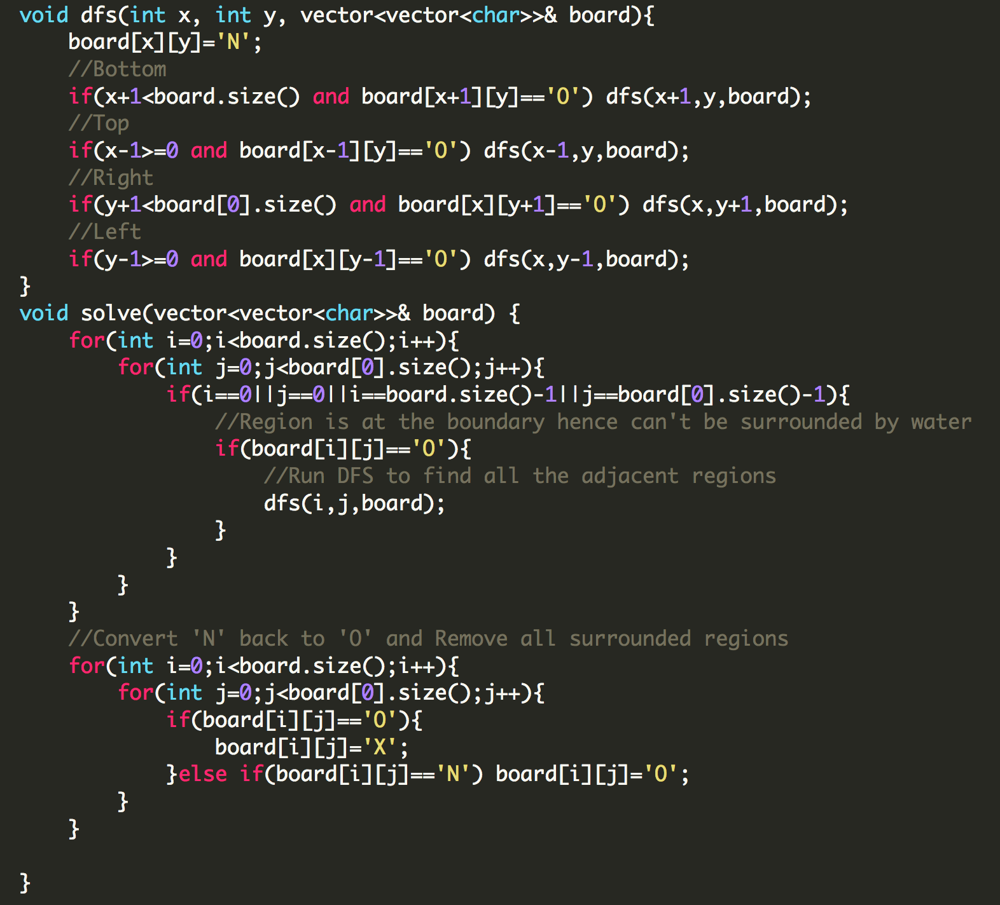 void dfs(int x, int y, vector<vector<char>>& board){
    board[x][y]='N';
    //Bottom
    if(x+1<board.size() and board[x+1][y]=='O') dfs(x+1,y,board);
    //Top
    if(x-1>=0 and board[x-1][y]=='O') dfs(x-1,y,board);
    //Right
    if(y+1<board[0].size() and board[x][y+1]=='O') dfs(x,y+1,board);
    //Left
    if(y-1>=0 and board[x][y-1]=='O') dfs(x,y-1,board);
}
void solve(vector<vector<char>>& board) {
    for(int i=0;i<board.size();i++){
        for(int j=0;j<board[0].size();j++){
            if(i==0||j==0||i==board.size()-1||j==board[0].size()-1){
                //Region is at the boundary hence can't be surrounded by water
                if(board[i][j]=='O'){
                    //Run DFS to find all the adjacent regions
                    dfs(i,j,board);
                }
            }
        }
    }
    //Convert 'N' back to 'O' and Remove all surrounded regions
    for(int i=0;i<board.size();i++){
        for(int j=0;j<board[0].size();j++){
            if(board[i][j]=='O'){
                board[i][j]='X';
            }else if(board[i][j]=='N') board[i][j]='O';
        }
    }

}